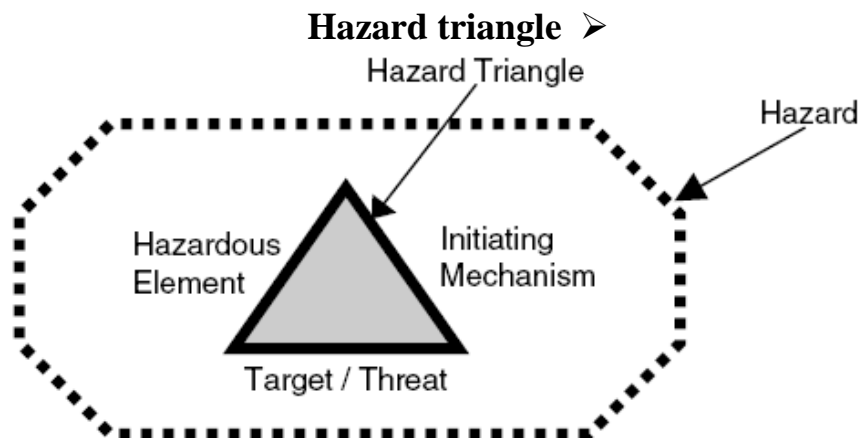 Hazard triangle ➢
Hazard Triangle
Hazard
Hazardous
Element
Initiating
Mechanism
Target / Threat